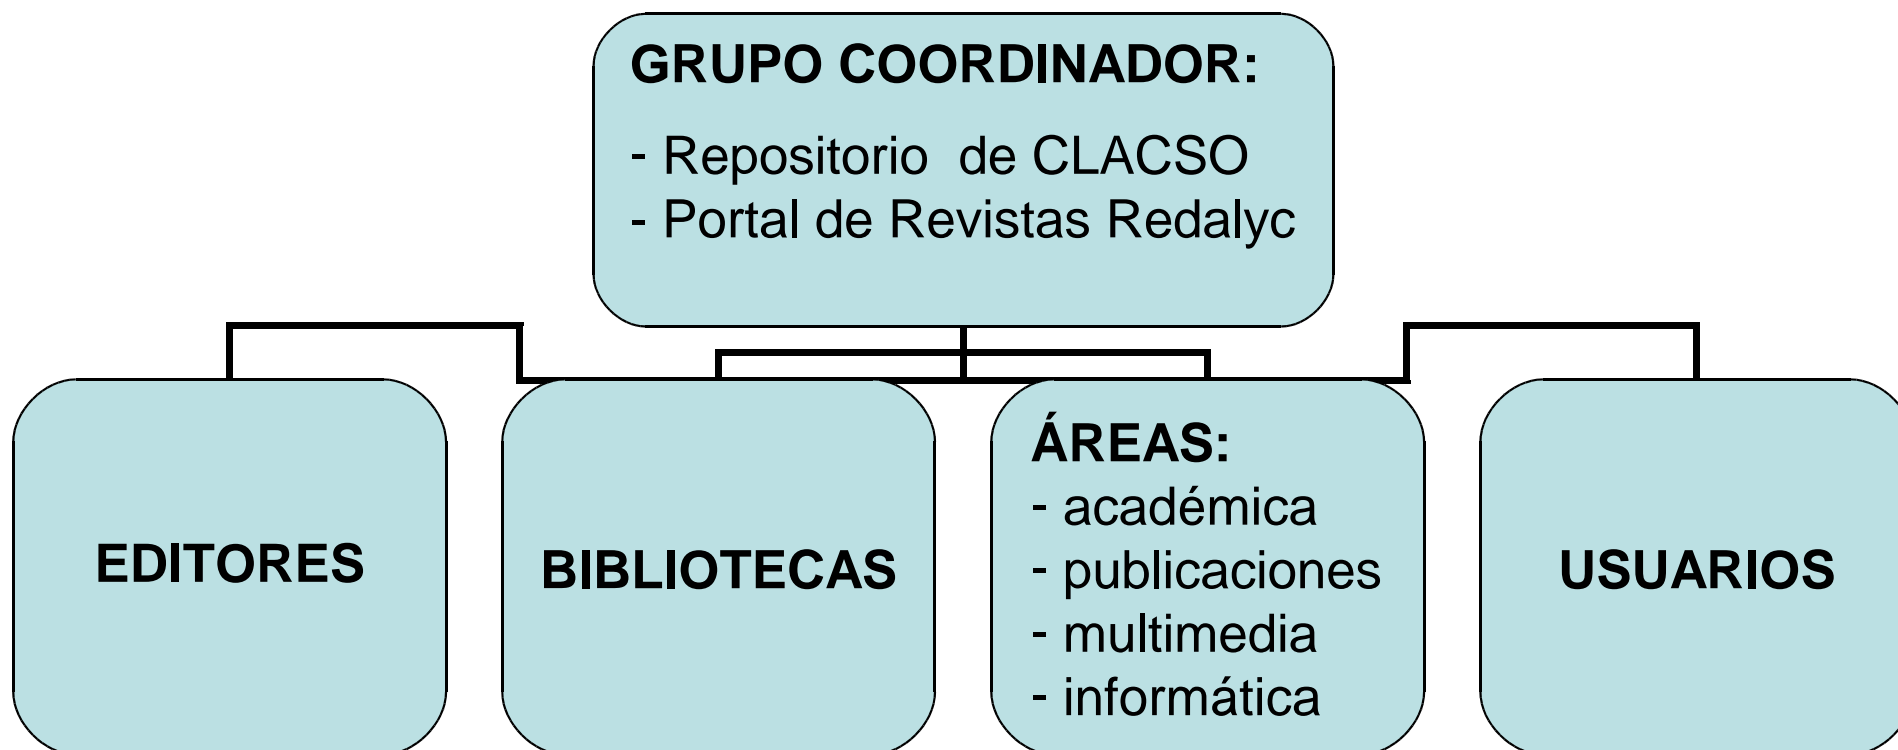 GRUPO COORDINADOR:
- Repositorio de CLACSO
- Portal de Revistas Redalyc
EDITORES
BIBLIOTECAS
ÁREAS:
- académica
- publicaciones
- multimedia
- informática
USUARIOS